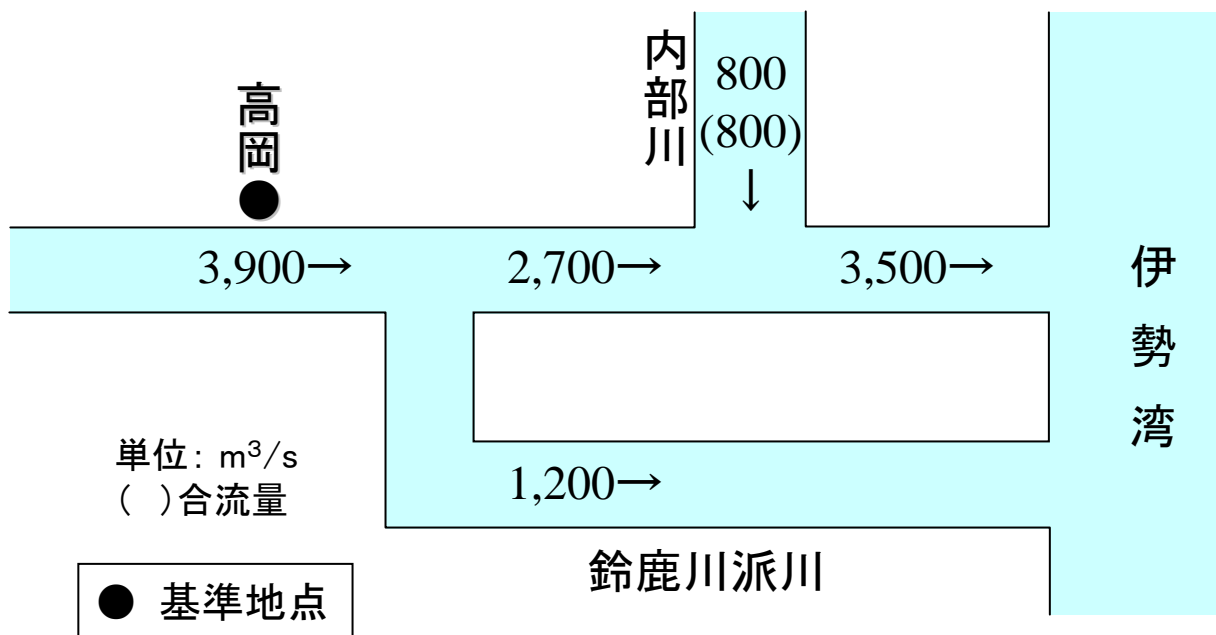 内部川
800
(800)
↓
高岡
●
3,900→
2,700→
3,500→
伊勢湾
単位: m³/s
(　)合流量
1,200→
鈴鹿川派川
● 基準地点